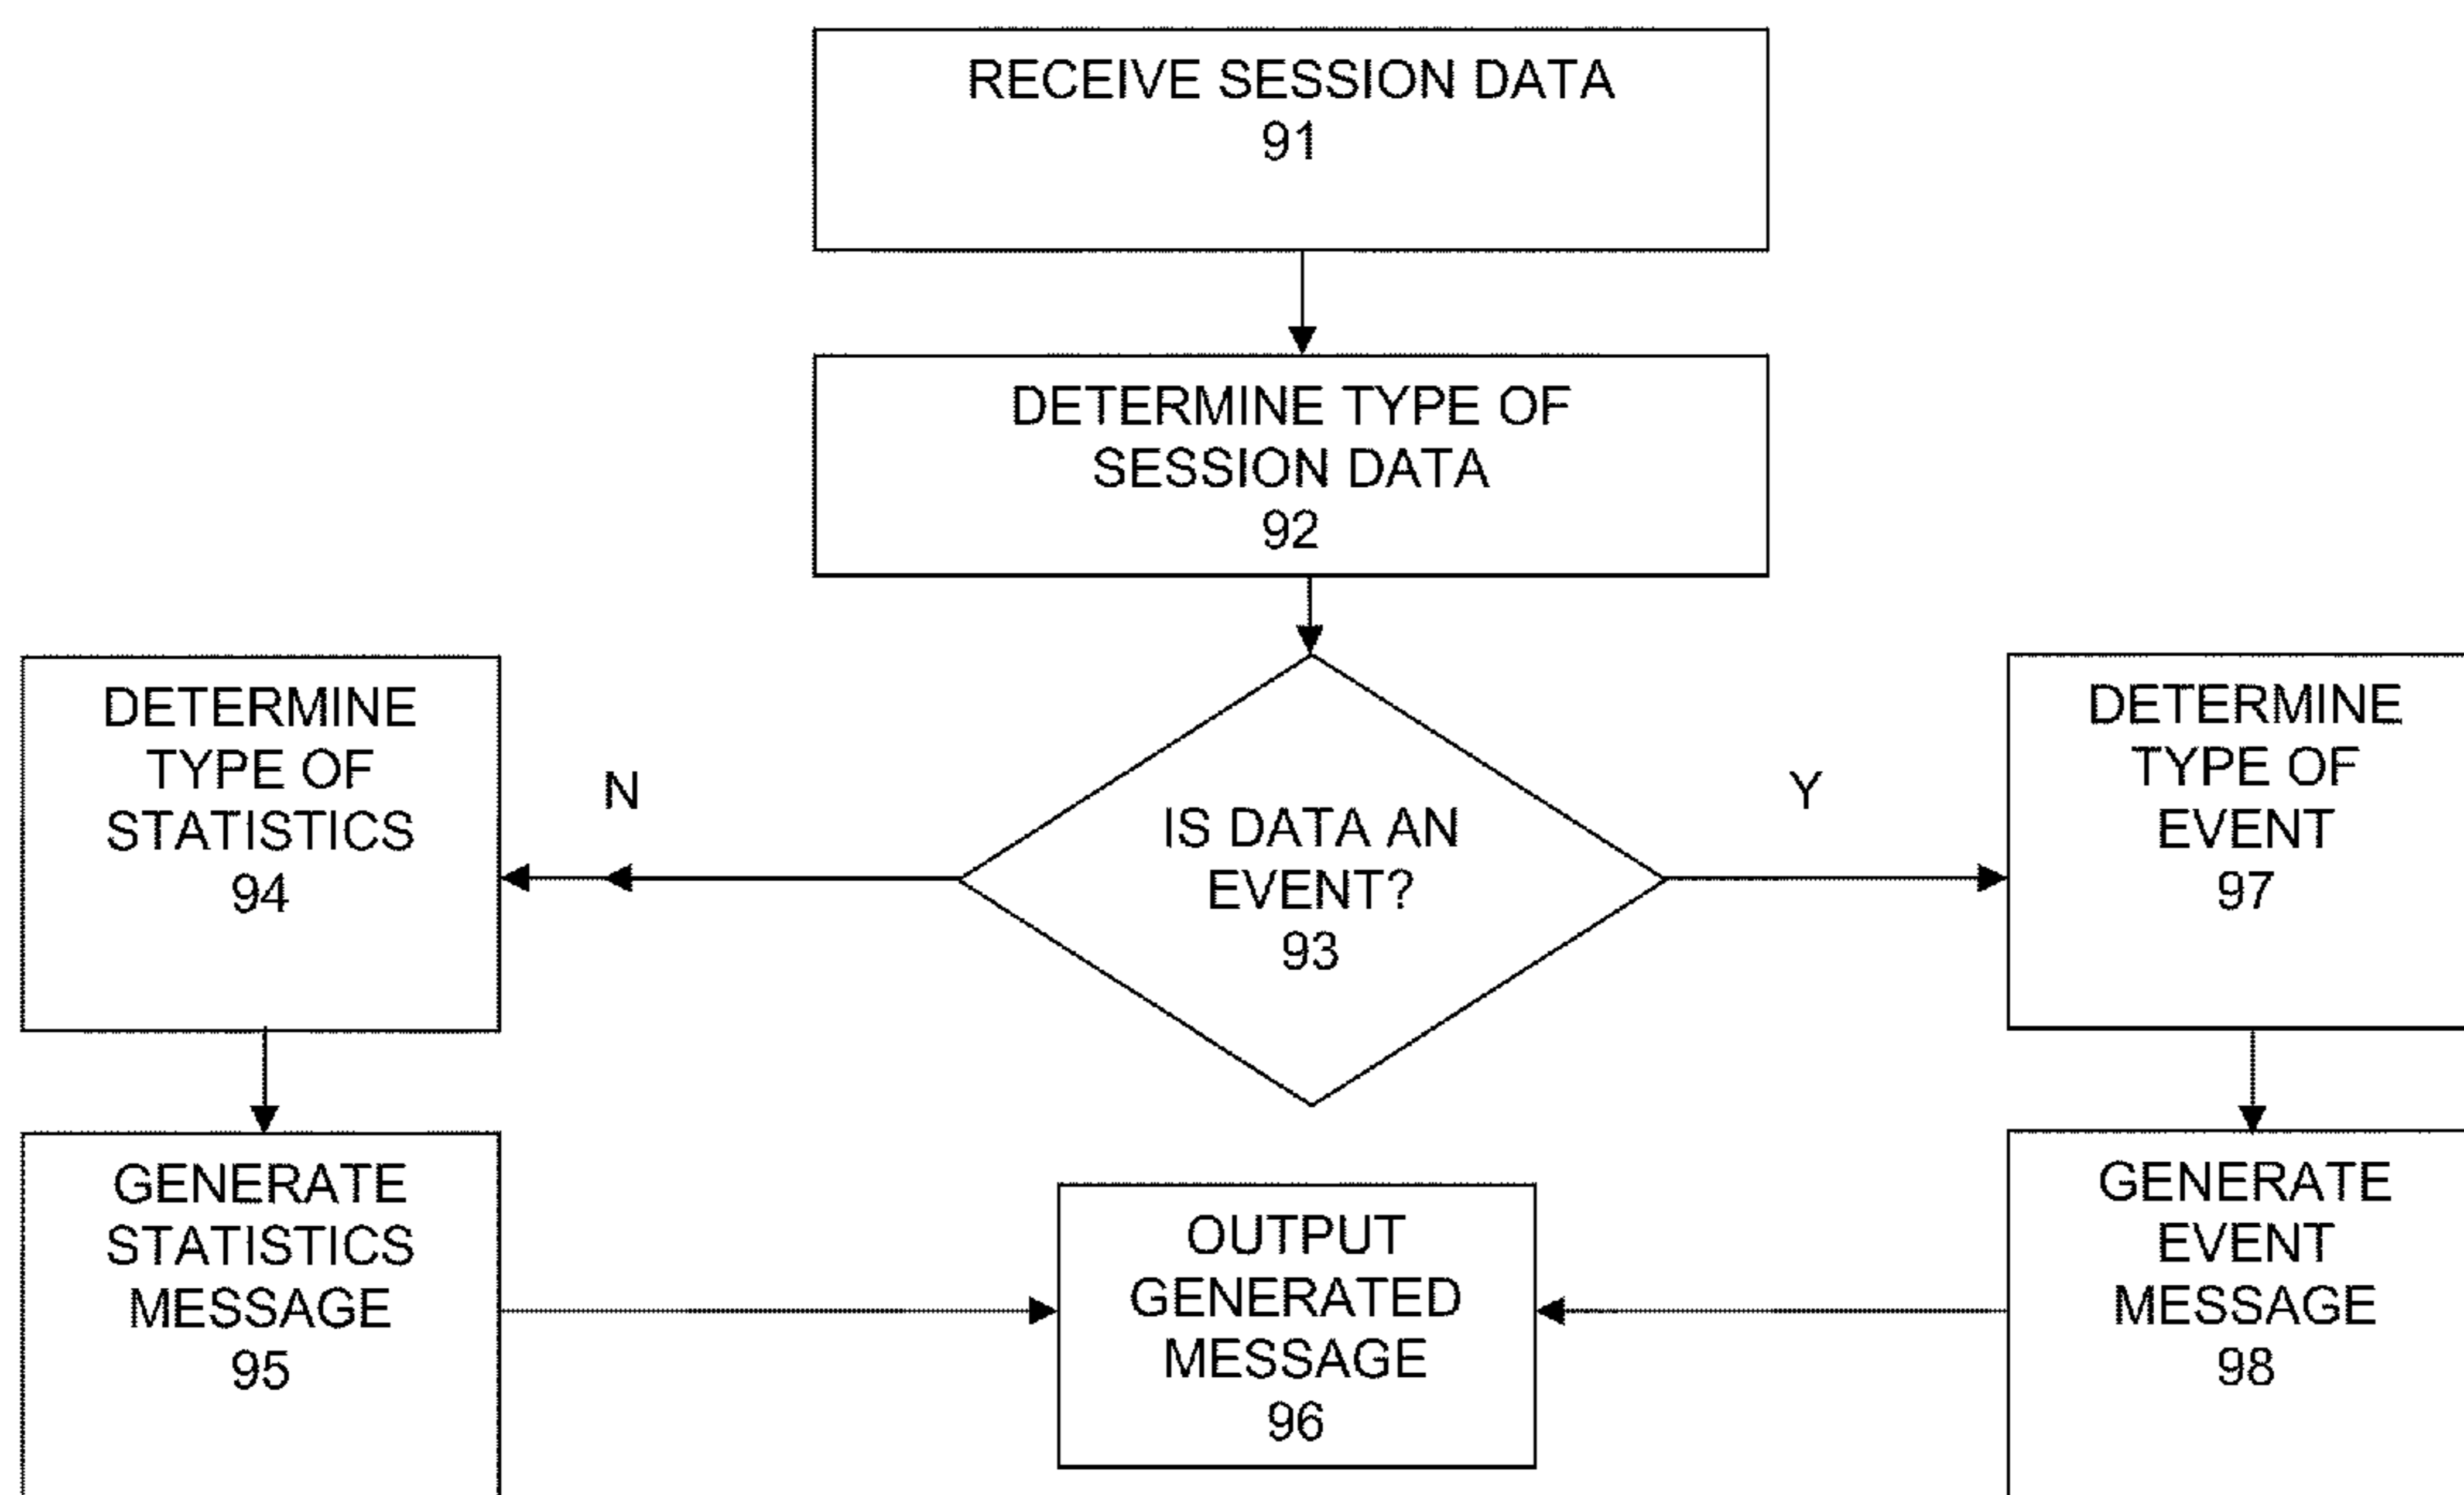 RECEIVE SESSION DATA
91
DETERMINE TYPE OF
SESSION DATA
92
DETERMINE
TYPE OF
STATISTICS
94
N
IS DATA AN
EVENT?
93
Y
DETERMINE
TYPE OF
EVENT
97
GENERATE
STATISTICS
MESSAGE
95
OUTPUT
GENERATED
MESSAGE
96
GENERATE
EVENT
MESSAGE
98